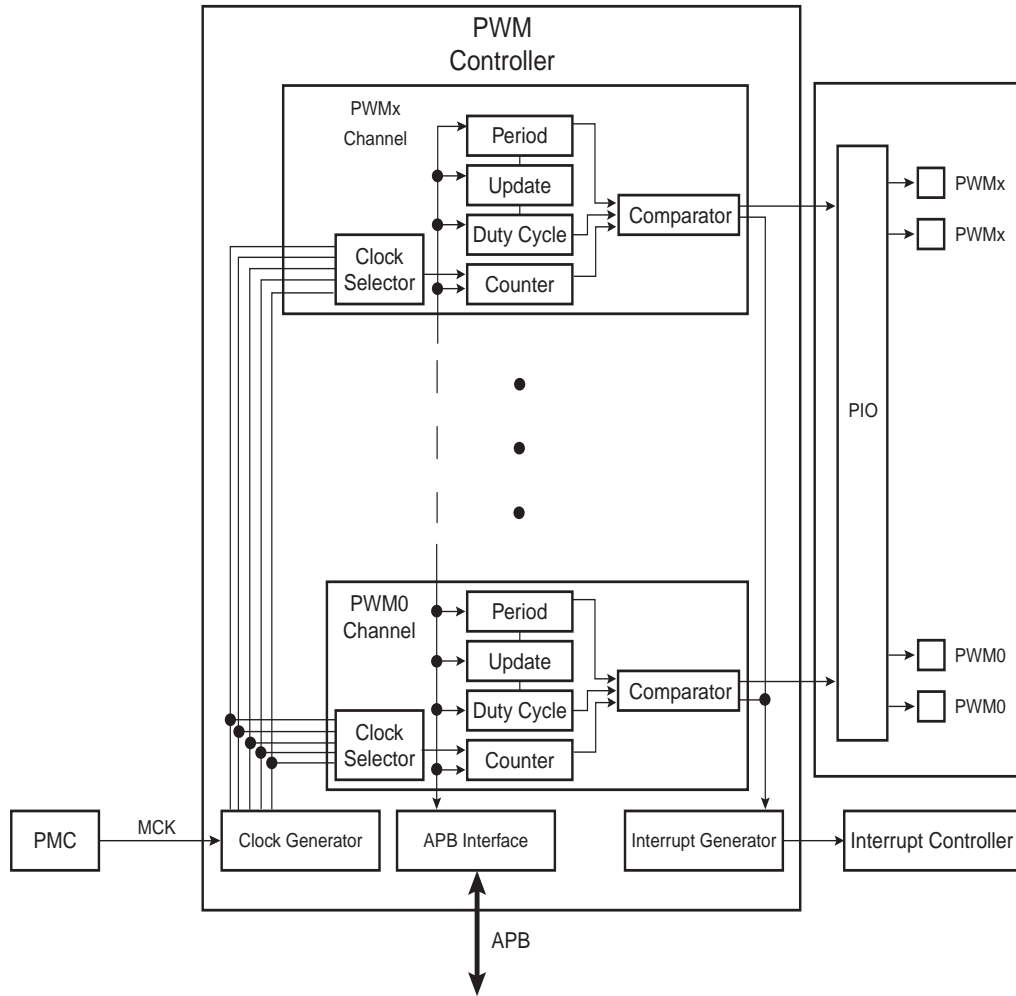 PWM
Controller
PWMx
Channel
Period
Update
Duty Cycle
Clock
Selector
Counter
Comparator
PIO
PWMx
PWMx
PWM0
Channel
Period
Update
Duty Cycle
Clock
Selector
Counter
Comparator
PWM0
PWM0
PMC
MCK
Clock Generator
APB Interface
Interrupt Generator
Interrupt Controller
APB